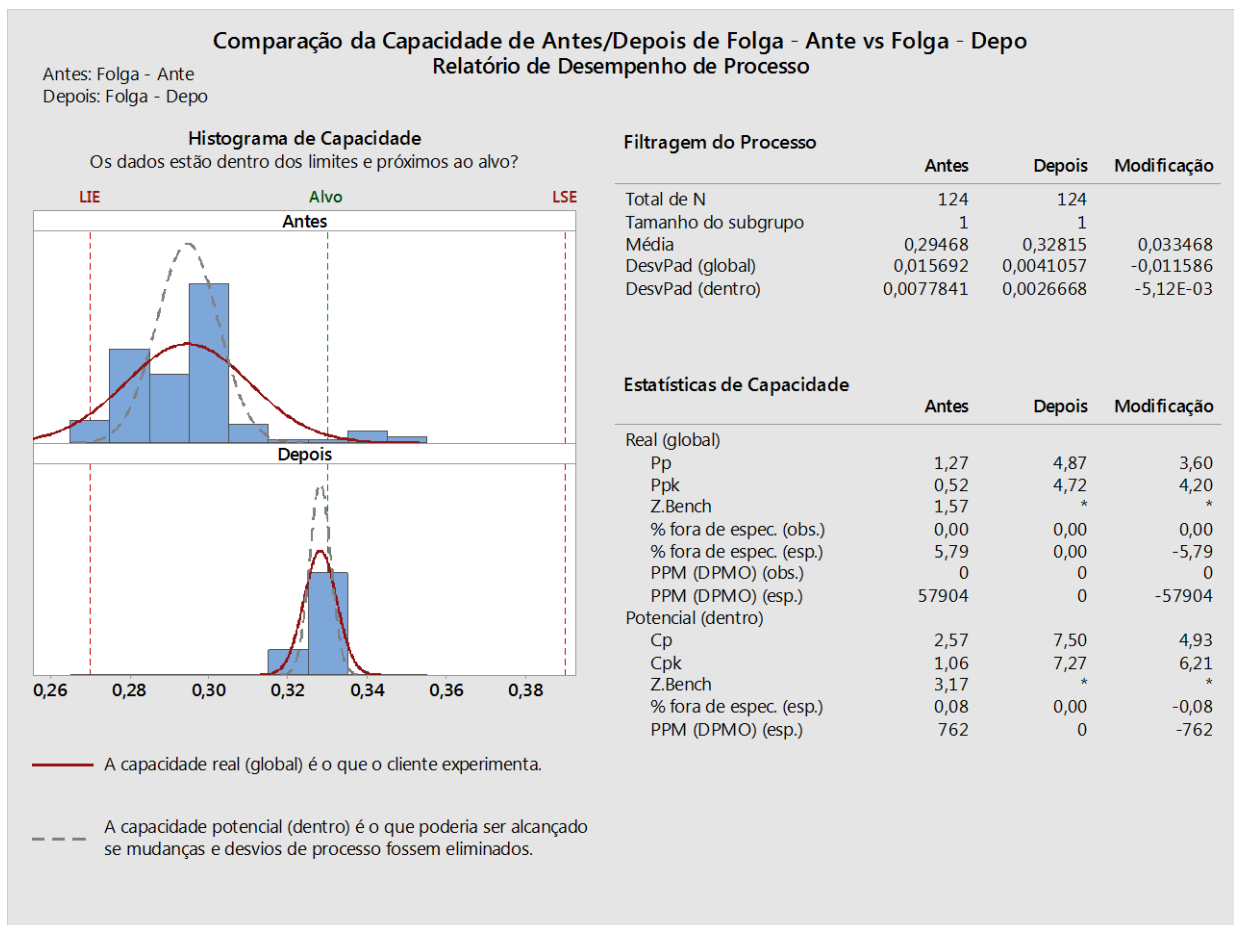 Comparação da Capacidade de Antes/Depois de Folga - Ante vs Folga - Depo
Relatório de Desempenho de Processo
Antes: Folga - Ante
Depois: Folga - Depo
Histograma de Capacidade
Os dados estão dentro dos limites e próximos ao alvo?
LIE Alvo LSE
Antes
Depois
0,26 0,28 0,30 0,32 0,34 0,36 0,38
A capacidade real (global) é o que o cliente experimenta.
A capacidade potencial (dentro) é o que poderia ser alcançado
se mudanças e desvios de processo fossem eliminados.
Filtragem do Processo
Antes Depois Modificação
Total de N 124 124
Tamanho do subgrupo 1 1
Média 0,29468 0,32815 0,033468
DesvPad (global) 0,015692 0,0041057 -0,011586
DesvPad (dentro) 0,0077841 0,0026668 -5,12E-03
Estatísticas de Capacidade
Antes Depois Modificação
Real (global)
Pp 1,27 4,87 3,60
Ppk 0,52 4,72 4,20
Z.Bench 1,57 * *
% fora de espec. (obs.) 0,00 0,00 0,00
% fora de espec. (esp.) 5,79 0,00 -5,79
PPM (DPMO) (obs.) 0 0 0
PPM (DPMO) (esp.) 57904 0 -57904
Potencial (dentro)
Cp 2,57 7,50 4,93
Cpk 1,06 7,27 6,21
Z.Bench 3,17 * *
% fora de espec. (esp.) 0,08 0,00 -0,08
PPM (DPMO) (esp.) 762 0 -762